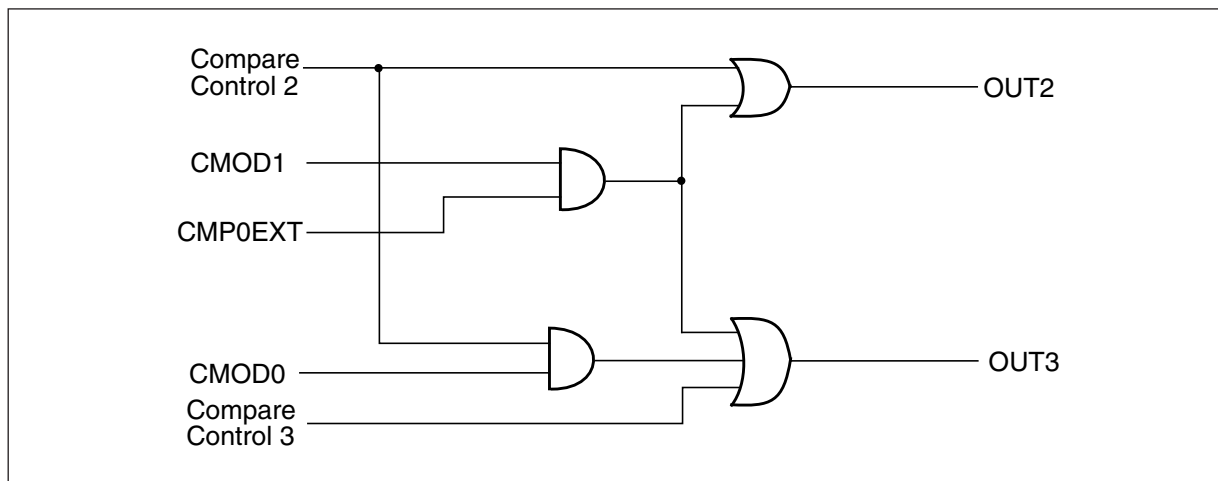 Compare
Control 2
OUT2
CMOD1
CMP0EXT
CMOD0
OUT3
Compare
Control 3